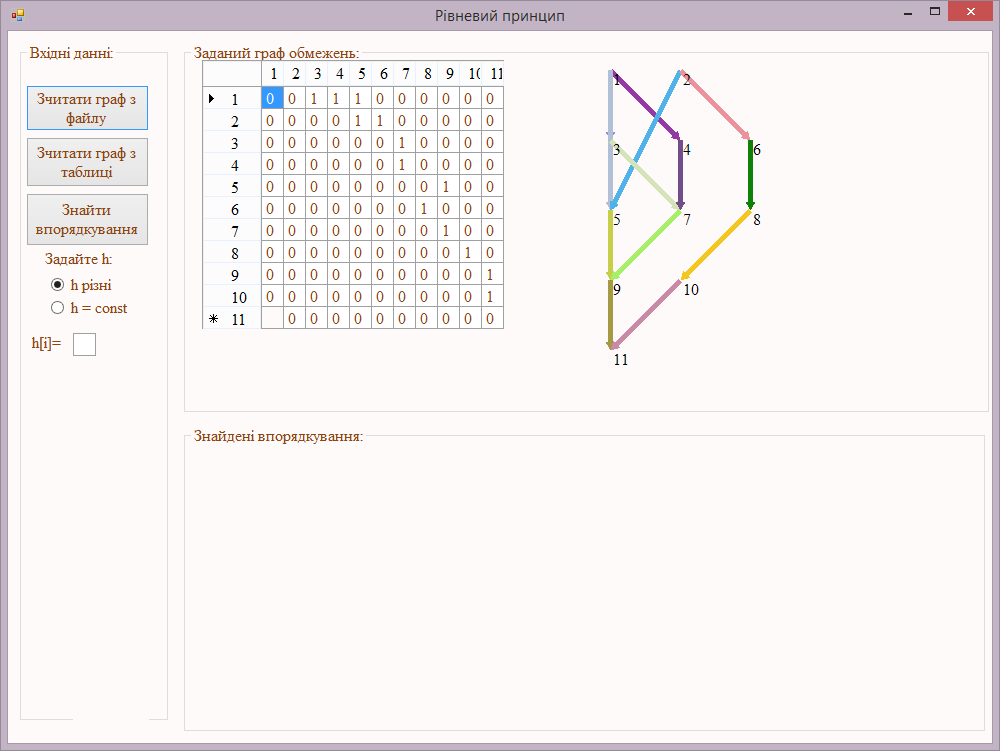 Рівневий принцип
Вхідні данні:
Зчитати граф з
файлу
Зчитати граф з
таблиці
Знайти
впорядкування
Задайте h:
h різні
h = const
h[i]=
Заданий граф обмежень:
1 2 3 4 5 6 7 8 9 10 11
1 0 0 1 1 1 0 0 0 0 0 0
2 0 0 0 0 1 1 0 0 0 0 0
3 0 0 0 0 0 0 1 0 0 0 0
4 0 0 0 0 0 0 1 0 0 0 0
5 0 0 0 0 0 0 0 0 1 0 0
6 0 0 0 0 0 0 0 1 0 0 0
7 0 0 0 0 0 0 0 0 1 0 0
8 0 0 0 0 0 0 0 0 0 1 0
9 0 0 0 0 0 0 0 0 0 0 1
10 0 0 0 0 0 0 0 0 0 0 1
* 11 0 0 0 0 0 0 0 0 0 0
1 2
3 4 6
5 7 8
9 10
11
Знайдені впорядкування: